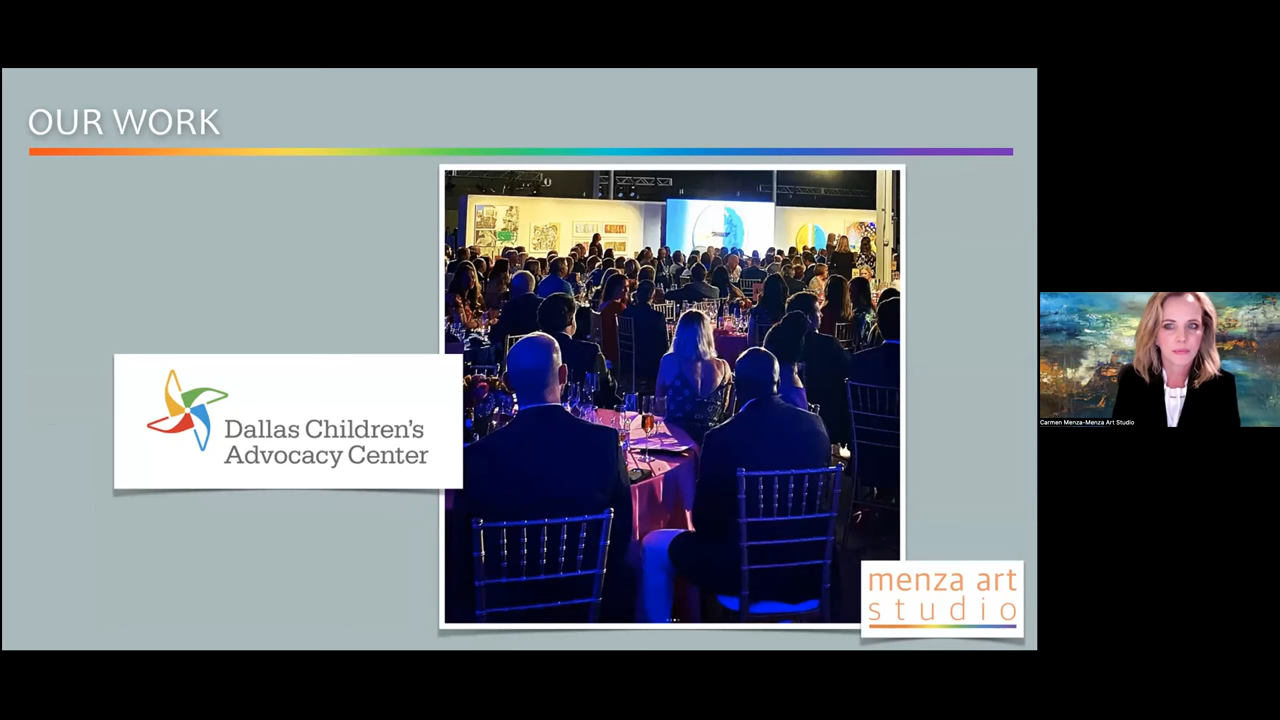 OUR WORK
Dallas Children's
Advocacy Center
menza art
studio
Carmen Menza-Menza Art Studio